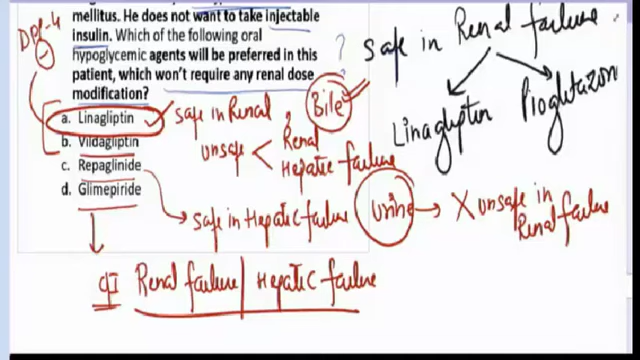 mellitus. He does not want to take injectable
insulin. Which of the following oral
hypoglycemic agents will be preferred in this
patient, which won't require any renal dose
modification?
a. Linagliptin
b. Vildagliptin
c. Repaglinide
d. Glimepiride
DPP-4
safe in Renal
Bile
unsafe < Renal
Hepatic failure
safe in Hepatic failure
Urine → X unsafe in
Renal failure
CI Renal failure | Hepatic failure
? safe in Renal failure
Linagliptin
Pioglitazon